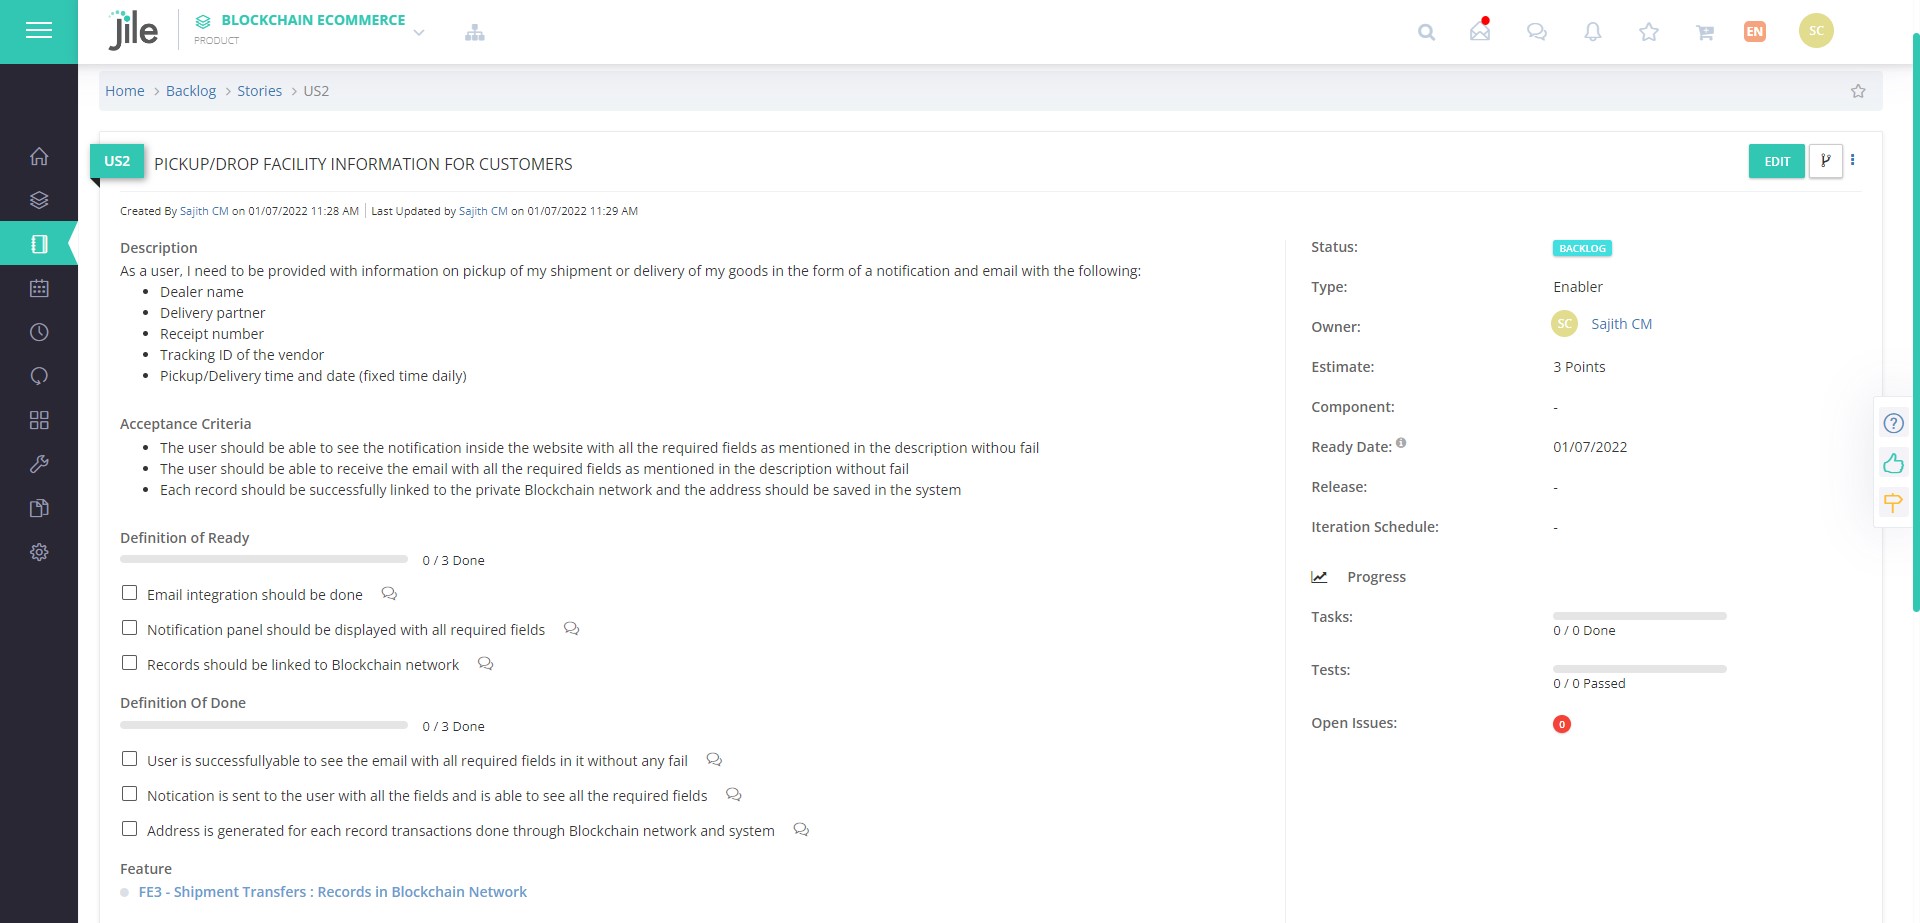 jile
BLOCKCHAIN ECOMMERCE
PRODUCT
EN
SC
Home > Backlog > Stories > US2
US2 PICKUP/DROP FACILITY INFORMATION FOR CUSTOMERS
EDIT
Created By Sajith CM on 01/07/2022 11:28 AM | Last Updated by Sajith CM on 01/07/2022 11:29 AM
Description
As a user, I need to be provided with information on pickup of my shipment or delivery of my goods in the form of a notification and email with the following:
• Dealer name
• Delivery partner
• Receipt number
• Tracking ID of the vendor
• Pickup/Delivery time and date (fixed time daily)
Acceptance Criteria
• The user should be able to see the notification inside the website with all the required fields as mentioned in the description withou fail
• The user should be able to receive the email with all the required fields as mentioned in the description without fail
• Each record should be successfully linked to the private Blockchain network and the address should be saved in the system
Definition of Ready
0 / 3 Done
Email integration should be done
Notification panel should be displayed with all required fields
Records should be linked to Blockchain network
Definition Of Done
0 / 3 Done
User is successfullyable to see the email with all required fields in it without any fail
Notication is sent to the user with all the fields and is able to see all the required fields
Address is generated for each record transactions done through Blockchain network and system
Feature
FE3 - Shipment Transfers : Records in Blockchain Network
Status: BACKLOG
Type: Enabler
Owner: SC Sajith CM
Estimate: 3 Points
Component: -
Ready Date: 01/07/2022
Release: -
Iteration Schedule: -
Progress
Tasks: 0 / 0 Done
Tests: 0 / 0 Passed
Open Issues: 0